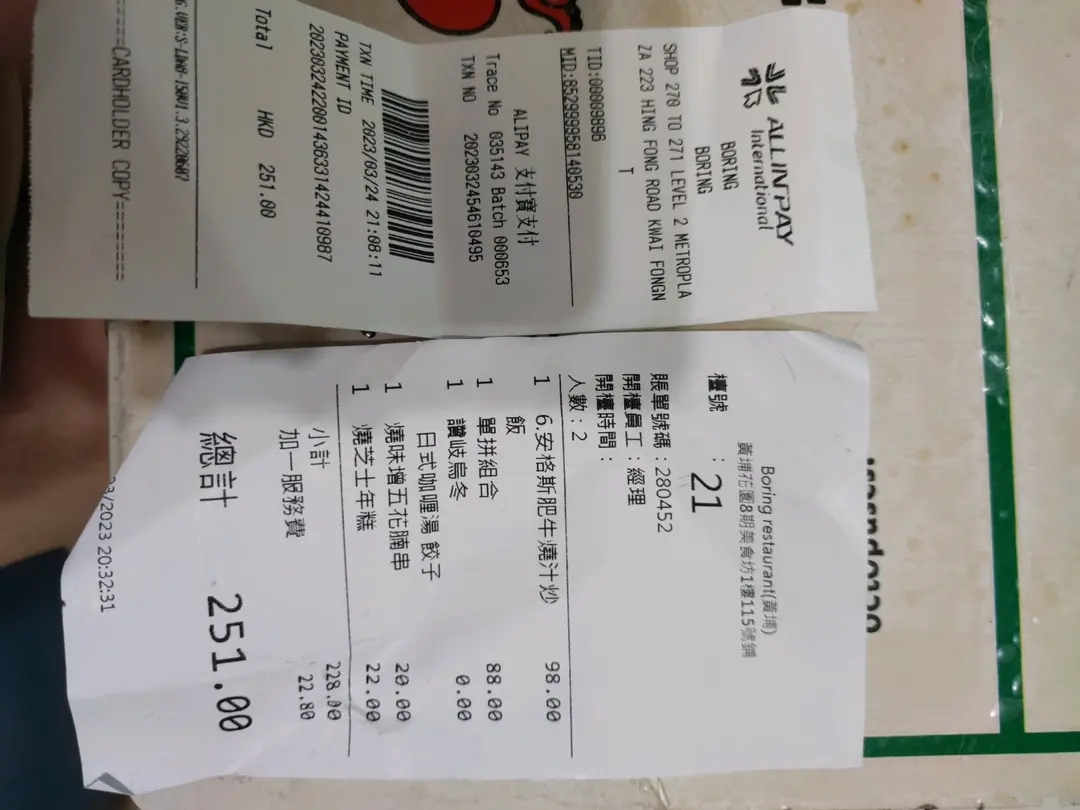 ALLINPAY
International
BORING
BORING
SHOP 270 TO 271 LEVEL 2 METROPLA
ZA 223 HING FONG ROAD KWAI FONGN
T
TID:00009896
MID:852999958140530
ALIPAY 支付寶支付
Trace No 035143 Batch 000653
TXN NO 2023032454610495
TXN TIME 2023/03/24 21:08:11
PAYMENT ID
2023032422001436331424410987
Total HKD 251.00
=====CARDHOLDER COPY========
Boring restaurant(黃埔)
黃埔花園8期美食坊1樓115號鋪
檯號 : 21
賬單號碼:280452
開檯員工:經理
開檯時間:
人數:2
1 6.安格斯肥牛燒汁炒 98.00
飯
1 單拼組合 88.00
1 讚岐烏冬 0.00
日式咖喱湯 餃子
1 燒味增五花腩串 20.00
1 燒芝士年糕 22.00
小計 228.00
加一服務費 22.80
總計 251.00
/2023 20:32:31